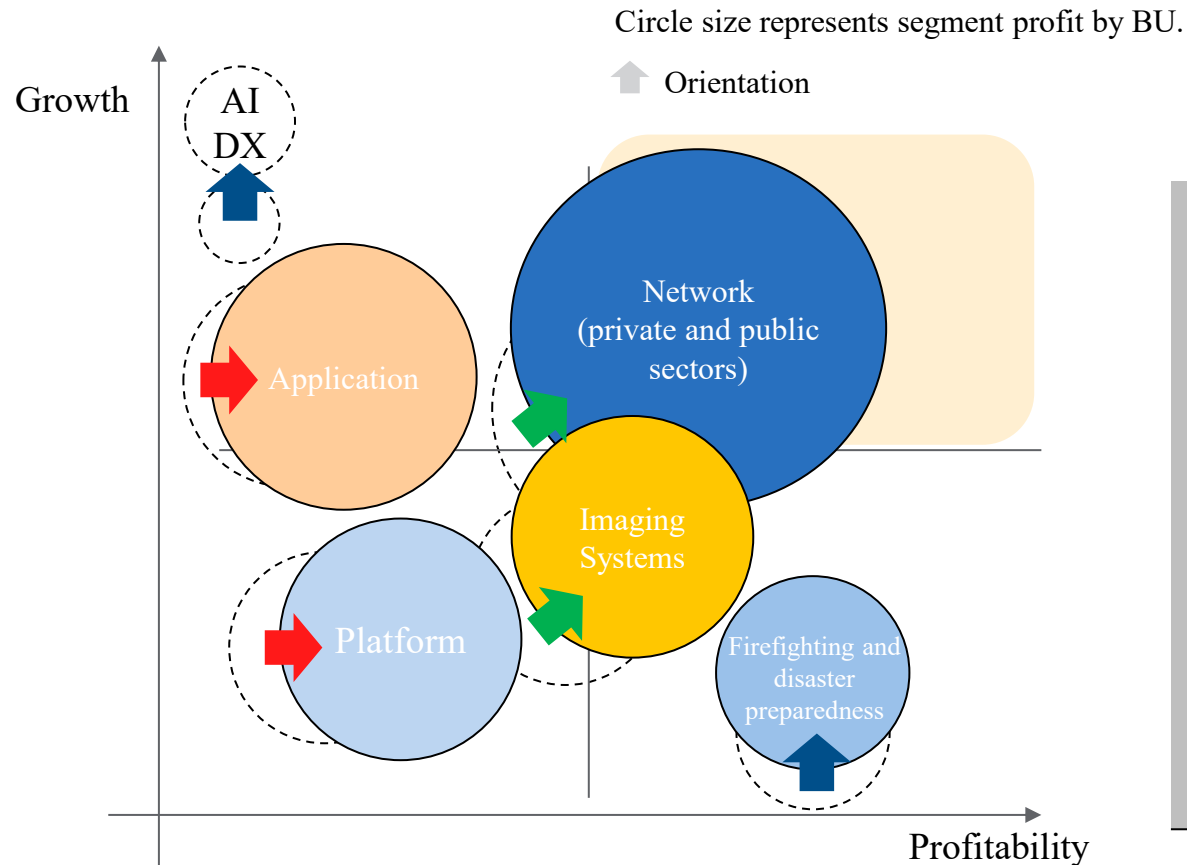 Circle size represents segment profit by BU.
Orientation
Growth
AI
DX
Network
(private and public
sectors)
Application
Imaging
Systems
Platform
Firefighting and
disaster
preparedness
Profitability